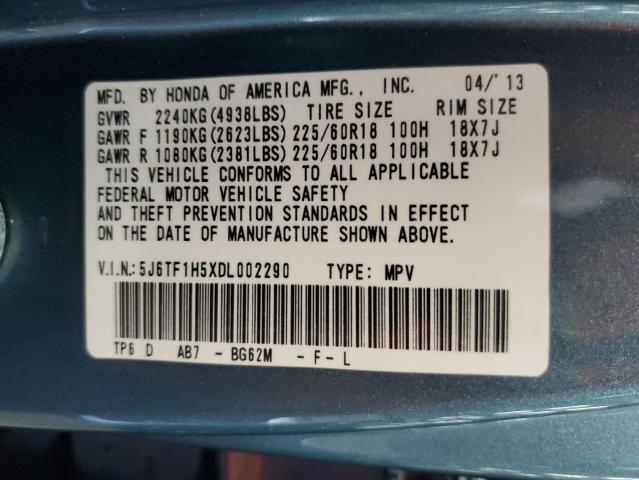 MFD. BY HONDA OF AMERICA MFG., INC. 04/'13
GVWR 2240KG(4938LBS) TIRE SIZE RIM SIZE
GAWR F 1190KG(2623LBS) 225/60R18 100H 18X7J
GAWR R 1080KG(2381LBS) 225/60R18 100H 18X7J
THIS VEHICLE CONFORMS TO ALL APPLICABLE
FEDERAL MOTOR VEHICLE SAFETY
AND THEFT PREVENTION STANDARDS IN EFFECT
ON THE DATE OF MANUFACTURE SHOWN ABOVE.
V.I.N.:5J6TF1H5XDL002290 TYPE: MPV
TP6 D AB7 - BG62M - F - L